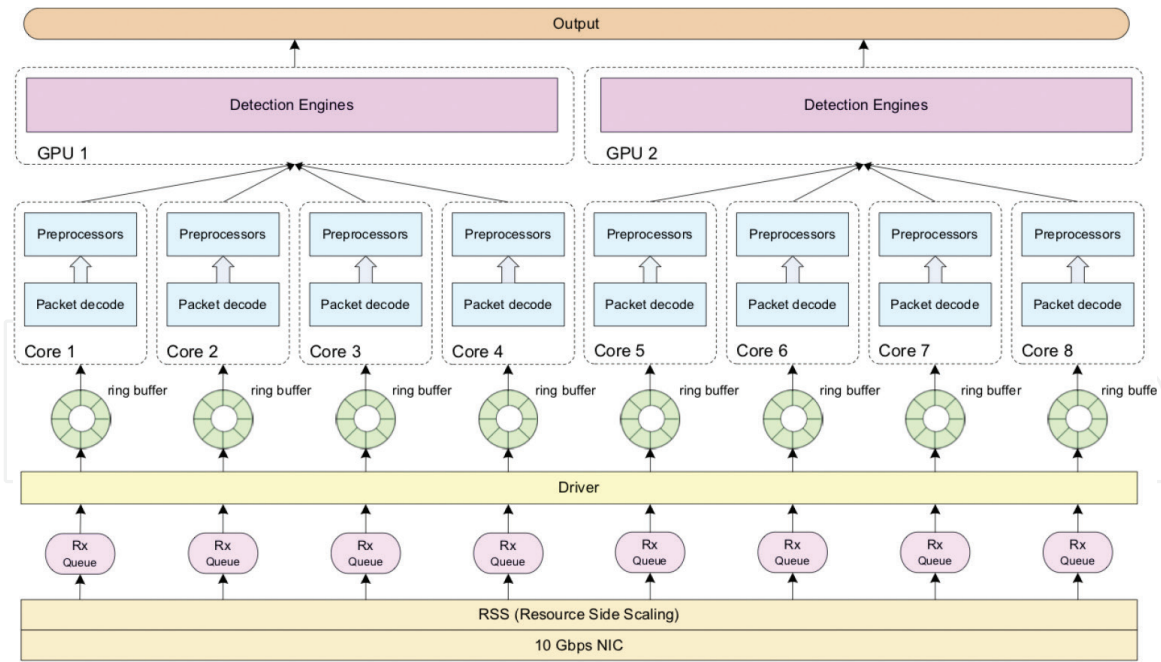 Output
Detection Engines
Detection Engines
GPU 1
GPU 2
Preprocessors
Preprocessors
Preprocessors
Preprocessors
Preprocessors
Preprocessors
Preprocessors
Preprocessors
Packet decode
Packet decode
Packet decode
Packet decode
Packet decode
Packet decode
Packet decode
Packet decode
Core 1
Core 2
Core 3
Core 4
Core 5
Core 6
Core 7
Core 8
ring buffer
ring buffer
ring buffer
ring buffer
ring buffer
ring buffer
ring buffer
ring buffe
Driver
Rx
Queue
Rx
Queue
Rx
Queue
Rx
Queue
Rx
Queue
Rx
Queue
Rx
Queue
Rx
Queue
RSS (Resource Side Scaling)
10 Gbps NIC